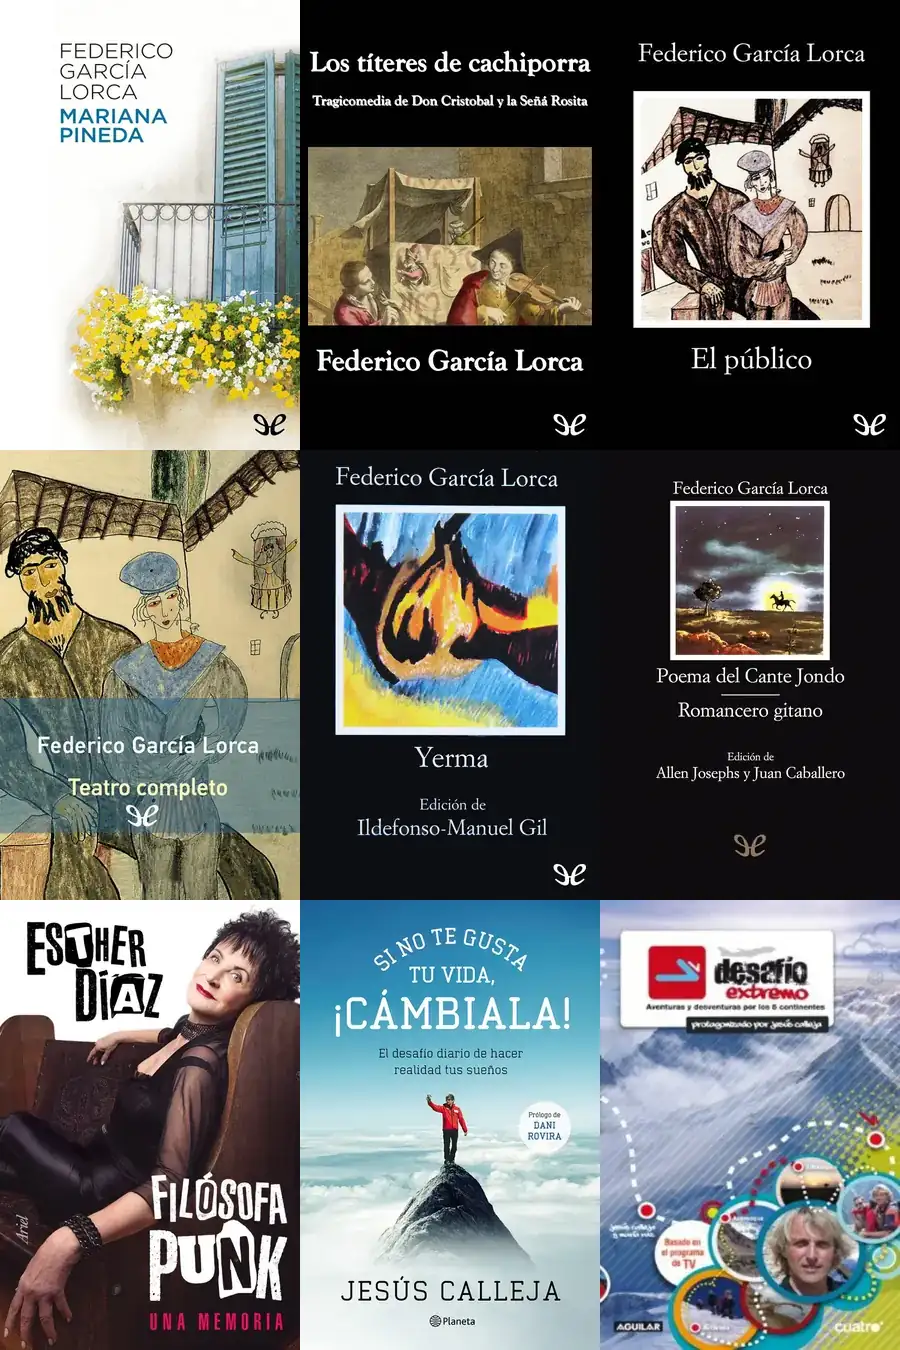 FEDERICO
GARCÍA
LORCA
MARIANA
PINEDA
Los títeres de cachiporra
Tragicomedia de Don Cristobal y la Señá Rosita
Federico García Lorca
Federico García Lorca
El público
Federico García Lorca
Teatro completo
Federico García Lorca
Yerma
Edición de
Ildefonso-Manuel Gil
Federico García Lorca
Poema del Cante Jondo
Romancero gitano
Edición de
Allen Josephs y Juan Caballero
ESTHER
DÍAZ
FILÓSOFA
PUNK
UNA MEMORIA
Ariel
SI NO TE GUSTA
TU VIDA,
¡CÁMBIALA!
El desafío diario de hacer
realidad tus sueños
Prólogo de
DANI
ROVIRA
JESÚS CALLEJA
Planeta
desafío
extremo
Aventuras y desventuras por los 5 continentes
protagonizado por jesús calleja
Basado en
el programa
de TV
AGUILAR
cuatro